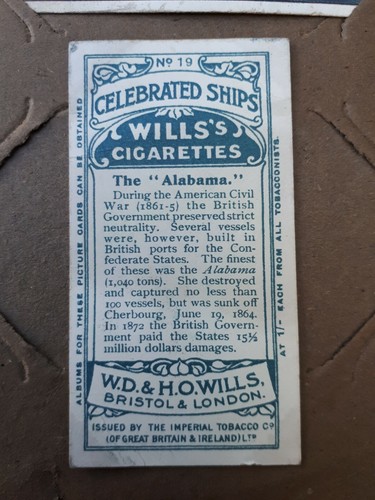 No 19
CELEBRATED SHIPS
WILLS'S
CIGARETTES
The "Alabama."
During the American Civil
War (1861-5) the British
Government preserved strict
neutrality. Several vessels
were, however, built in
British ports for the Con-
federate States. The finest
of these was the Alabama
(1,040 tons). She destroyed
and captured no less than
100 vessels, but was sunk off
Cherbourg, June 19, 1864.
In 1872 the British Govern-
ment paid the States 15½
million dollars damages.
W.D. & H.O. WILLS,
BRISTOL & LONDON.
ISSUED BY THE IMPERIAL TOBACCO Co
(OF GREAT BRITAIN & IRELAND) LTD
ALBUMS FOR THESE PICTURE CARDS CAN BE OBTAINED
AT 1/- EACH FROM ALL TOBACCONISTS.